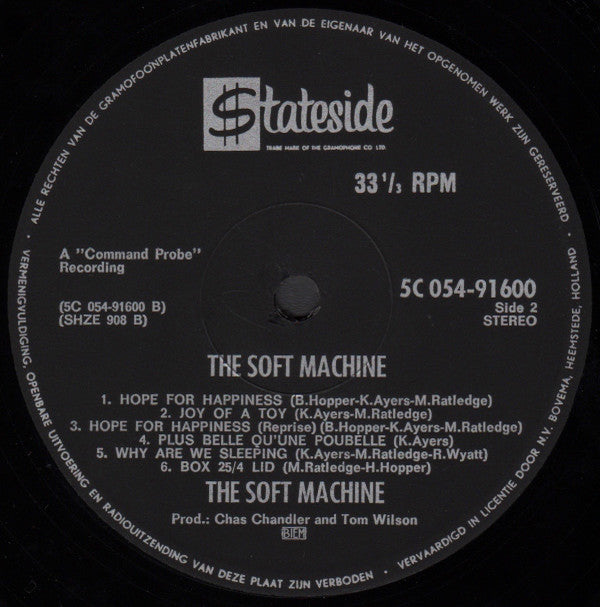 ALLE RECHTEN VAN DE GRAMOFOONPLATENFABRIKANT EN VAN DE EIGENAAR VAN HET OPGENOMEN WERK ZIJN GERESERVEERD ·
$tateside
TRADE MARK OF THE GRAMOPHONE CO LTD.
33 1/3 RPM
A "Command Probe"
Recording
(5C 054-91600 B)
(SHZE 908 B)
5C 054-91600
Side 2
STEREO
THE SOFT MACHINE
1. HOPE FOR HAPPINESS (B.Hopper-K.Ayers-M.Ratledge)
2. JOY OF A TOY (K.Ayers-M.Ratledge)
3. HOPE FOR HAPPINESS (Reprise) (B.Hopper-K.Ayers-M.Ratledge)
4. PLUS BELLE QU'UNE POUBELLE (K.Ayers)
5. WHY ARE WE SLEEPING (K.Ayers-M.Ratledge-R.Wyatt)
6. BOX 25/4 LID (M.Ratledge-H.Hopper)
THE SOFT MACHINE
Prod.: Chas Chandler and Tom Wilson
BIEM
· VERMENIGVULDIGING, OPENBARE UITVOERING EN RADIOUITZENDING VAN DEZE PLAAT ZIJN VERBODEN · VERVAARDIGD IN LICENTIE DOOR N.V. BOVEMA, HEEMSTEDE, HOLLAND